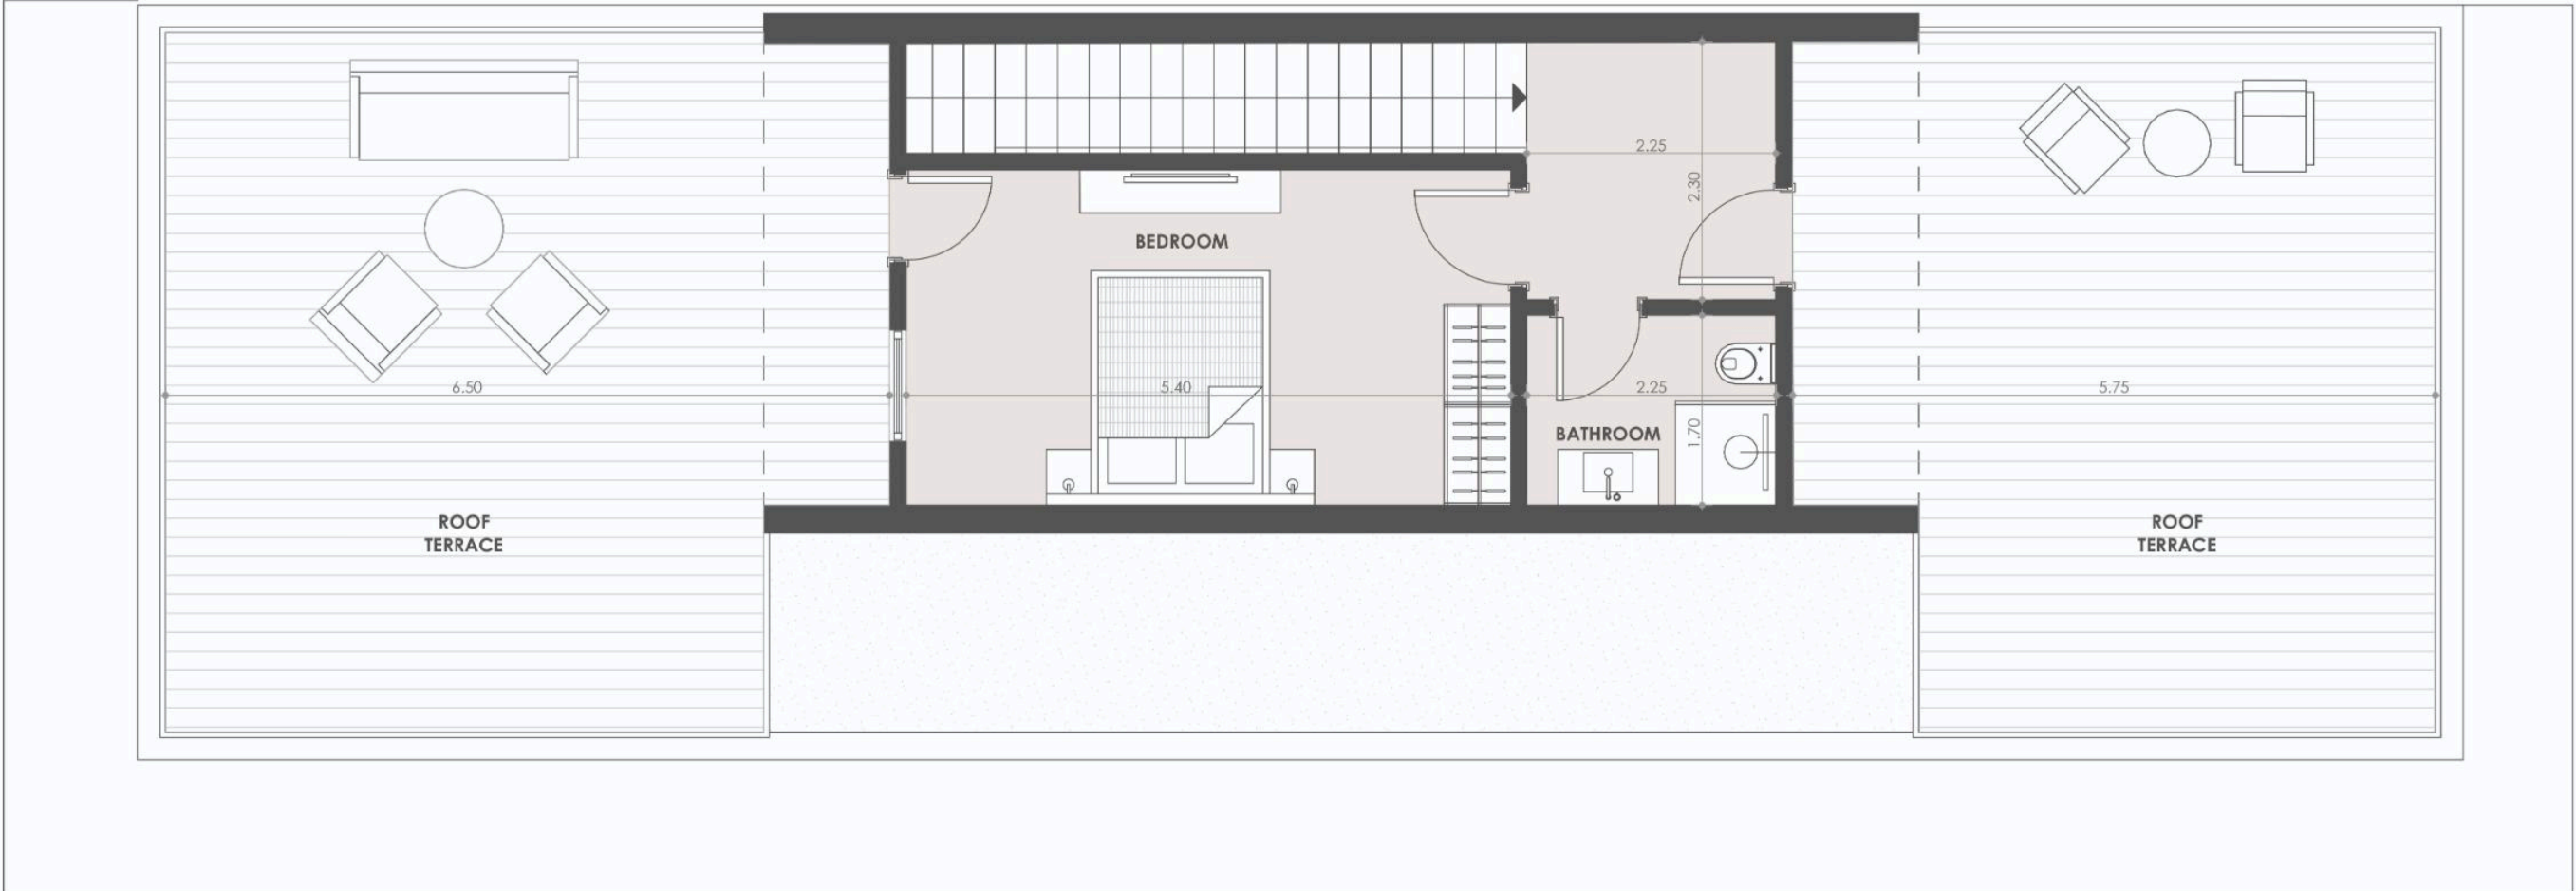 2.25
2.30
BEDROOM
6.50
5.40
2.25
5.75
BATHROOM
1.70
ROOF
TERRACE
ROOF
TERRACE